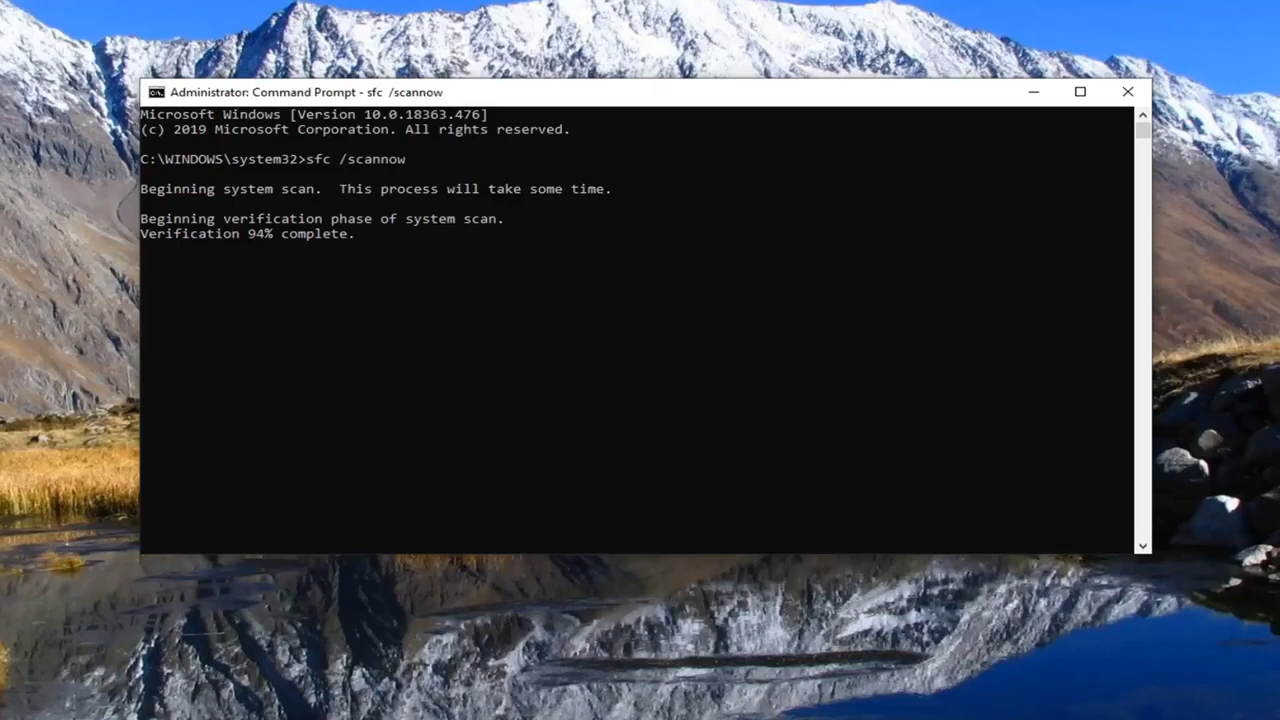 Administrator: Command Prompt - sfc  /scannow
Microsoft Windows [Version 10.0.18363.476]
(c) 2019 Microsoft Corporation. All rights reserved.
C:\WINDOWS\system32>sfc /scannow
Beginning system scan.  This process will take some time.
Beginning verification phase of system scan.
Verification 94% complete.